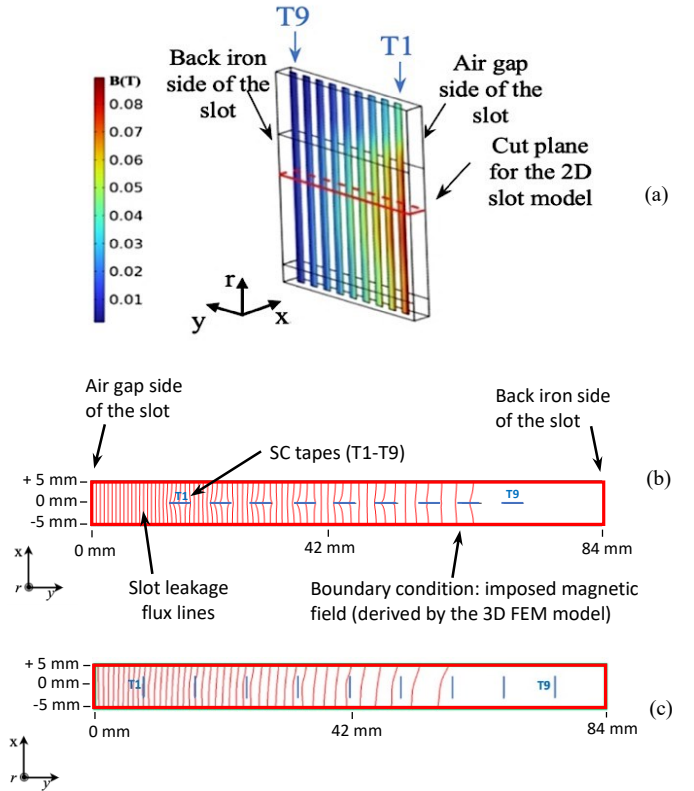 T9
T1
Back iron
side of the
slot
Air gap
side of the
slot
B(T)
0.08
0.07
0.06
0.05
0.04
0.03
0.02
0.01
Cut plane
for the 2D
slot model
(a)
r
y
x
Air gap side
of the slot
Back iron side
of the slot
SC tapes (T1-T9)
(b)
+ 5 mm
0 mm
-5 mm
T1
T9
0 mm
42 mm
84 mm
x
r
y
Slot leakage
flux lines
Boundary condition: imposed magnetic
field (derived by the 3D FEM model)
+ 5 mm
0 mm
-5 mm
T1
T9
(c)
0 mm
42 mm
84 mm
x
r
y